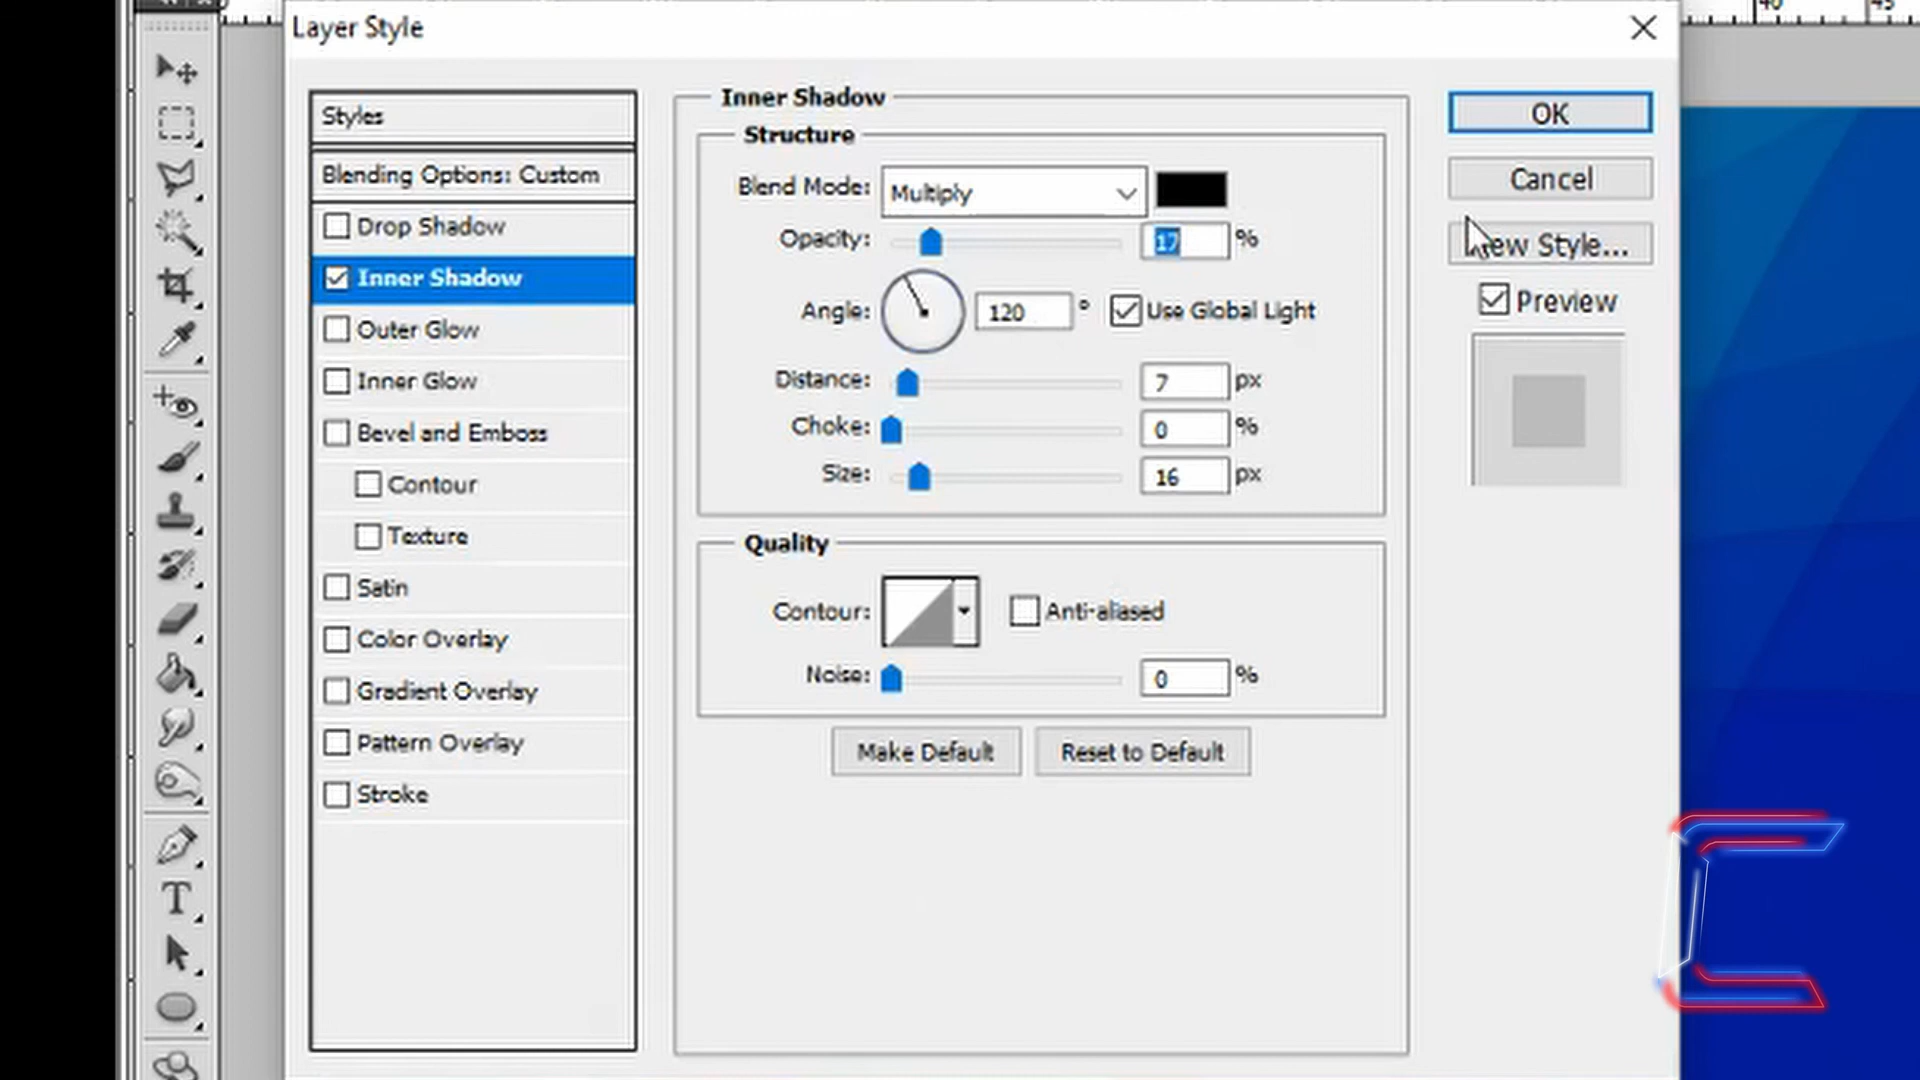 40 45
Layer Style
Styles
Blending Options: Custom
Drop Shadow
Inner Shadow
Outer Glow
Inner Glow
Bevel and Emboss
Contour
Texture
Satin
Color Overlay
Gradient Overlay
Pattern Overlay
Stroke
Inner Shadow
Structure
Blend Mode: Multiply
Opacity: 17 %
Angle: 120 ° Use Global Light
Distance: 7 px
Choke: 0 %
Size: 16 px
Quality
Contour: Anti-aliased
Noise: 0 %
Make Default Reset to Default
OK
Cancel
ew Style...
Preview